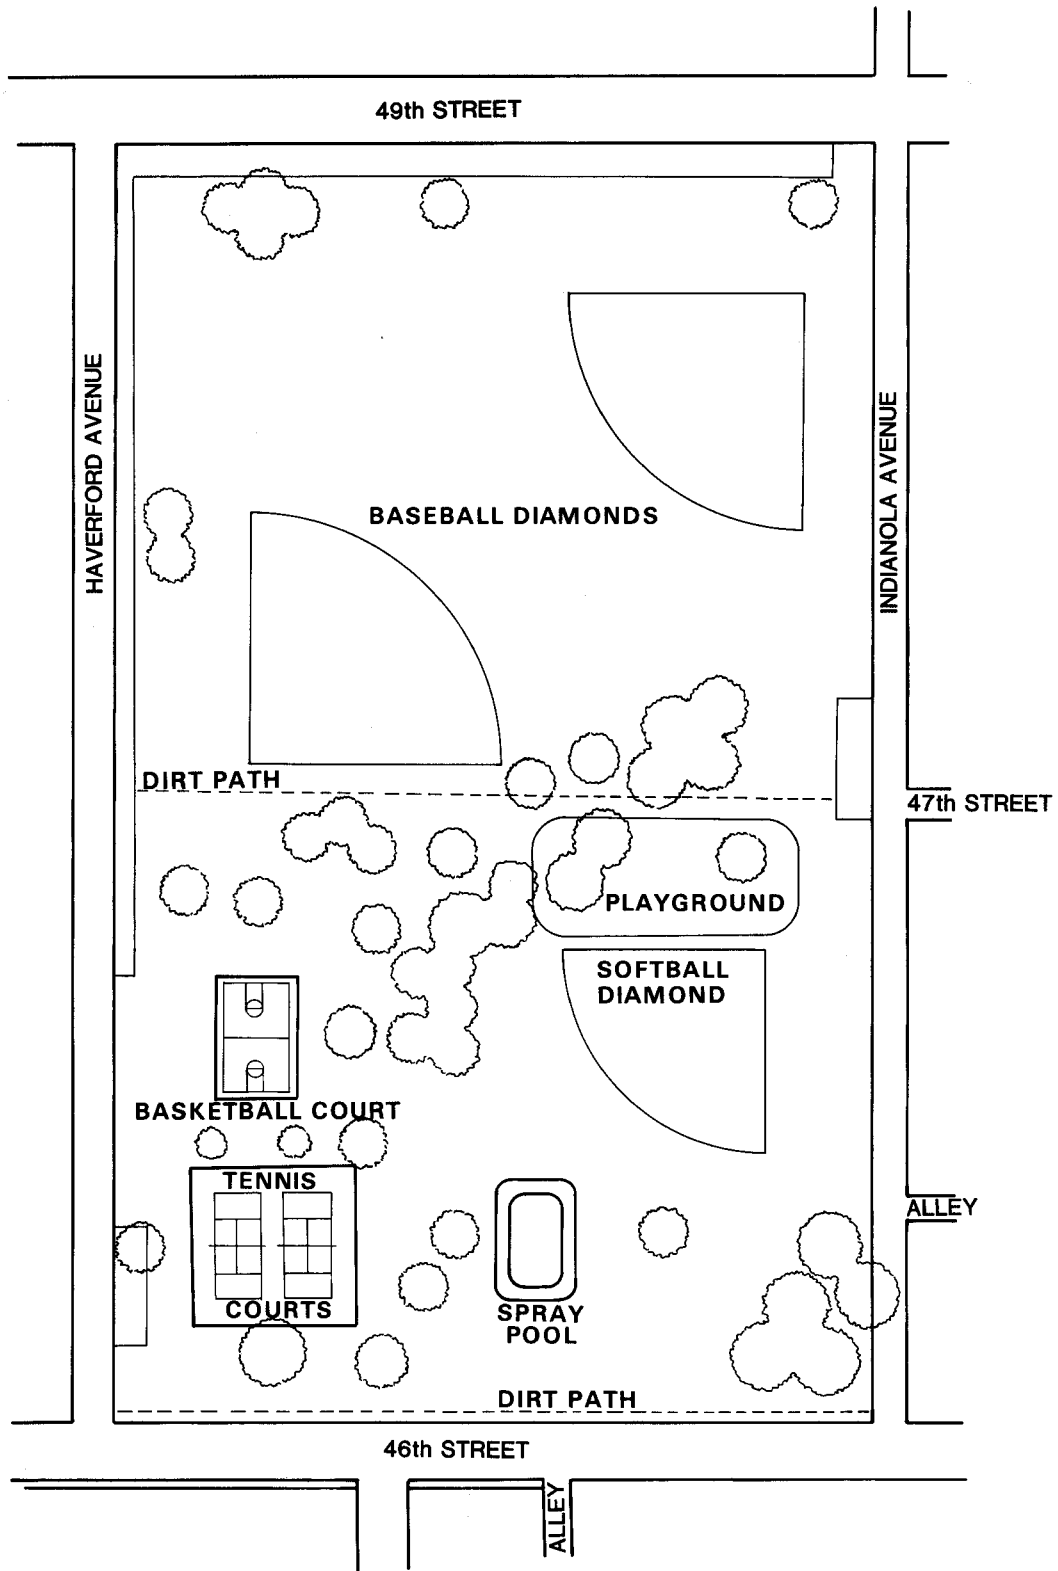 49th STREET
HAVERFORD AVENUE
INDIANOLA AVENUE
BASEBALL DIAMONDS
DIRT PATH
47th STREET
PLAYGROUND
SOFTBALL
DIAMOND
BASKETBALL COURT
TENNIS
COURTS
ALLEY
SPRAY
POOL
DIRT PATH
46th STREET
ALLEY